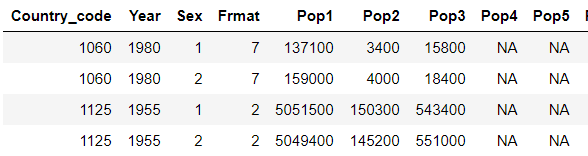 Country_code Year Sex Frmat Pop1 Pop2 Pop3 Pop4 Pop5
1060 1980 1 7 137100 3400 15800 NA NA
1060 1980 2 7 159000 4000 18400 NA NA
1125 1955 1 2 5051500 150300 543400 NA NA
1125 1955 2 2 5049400 145200 551000 NA NA